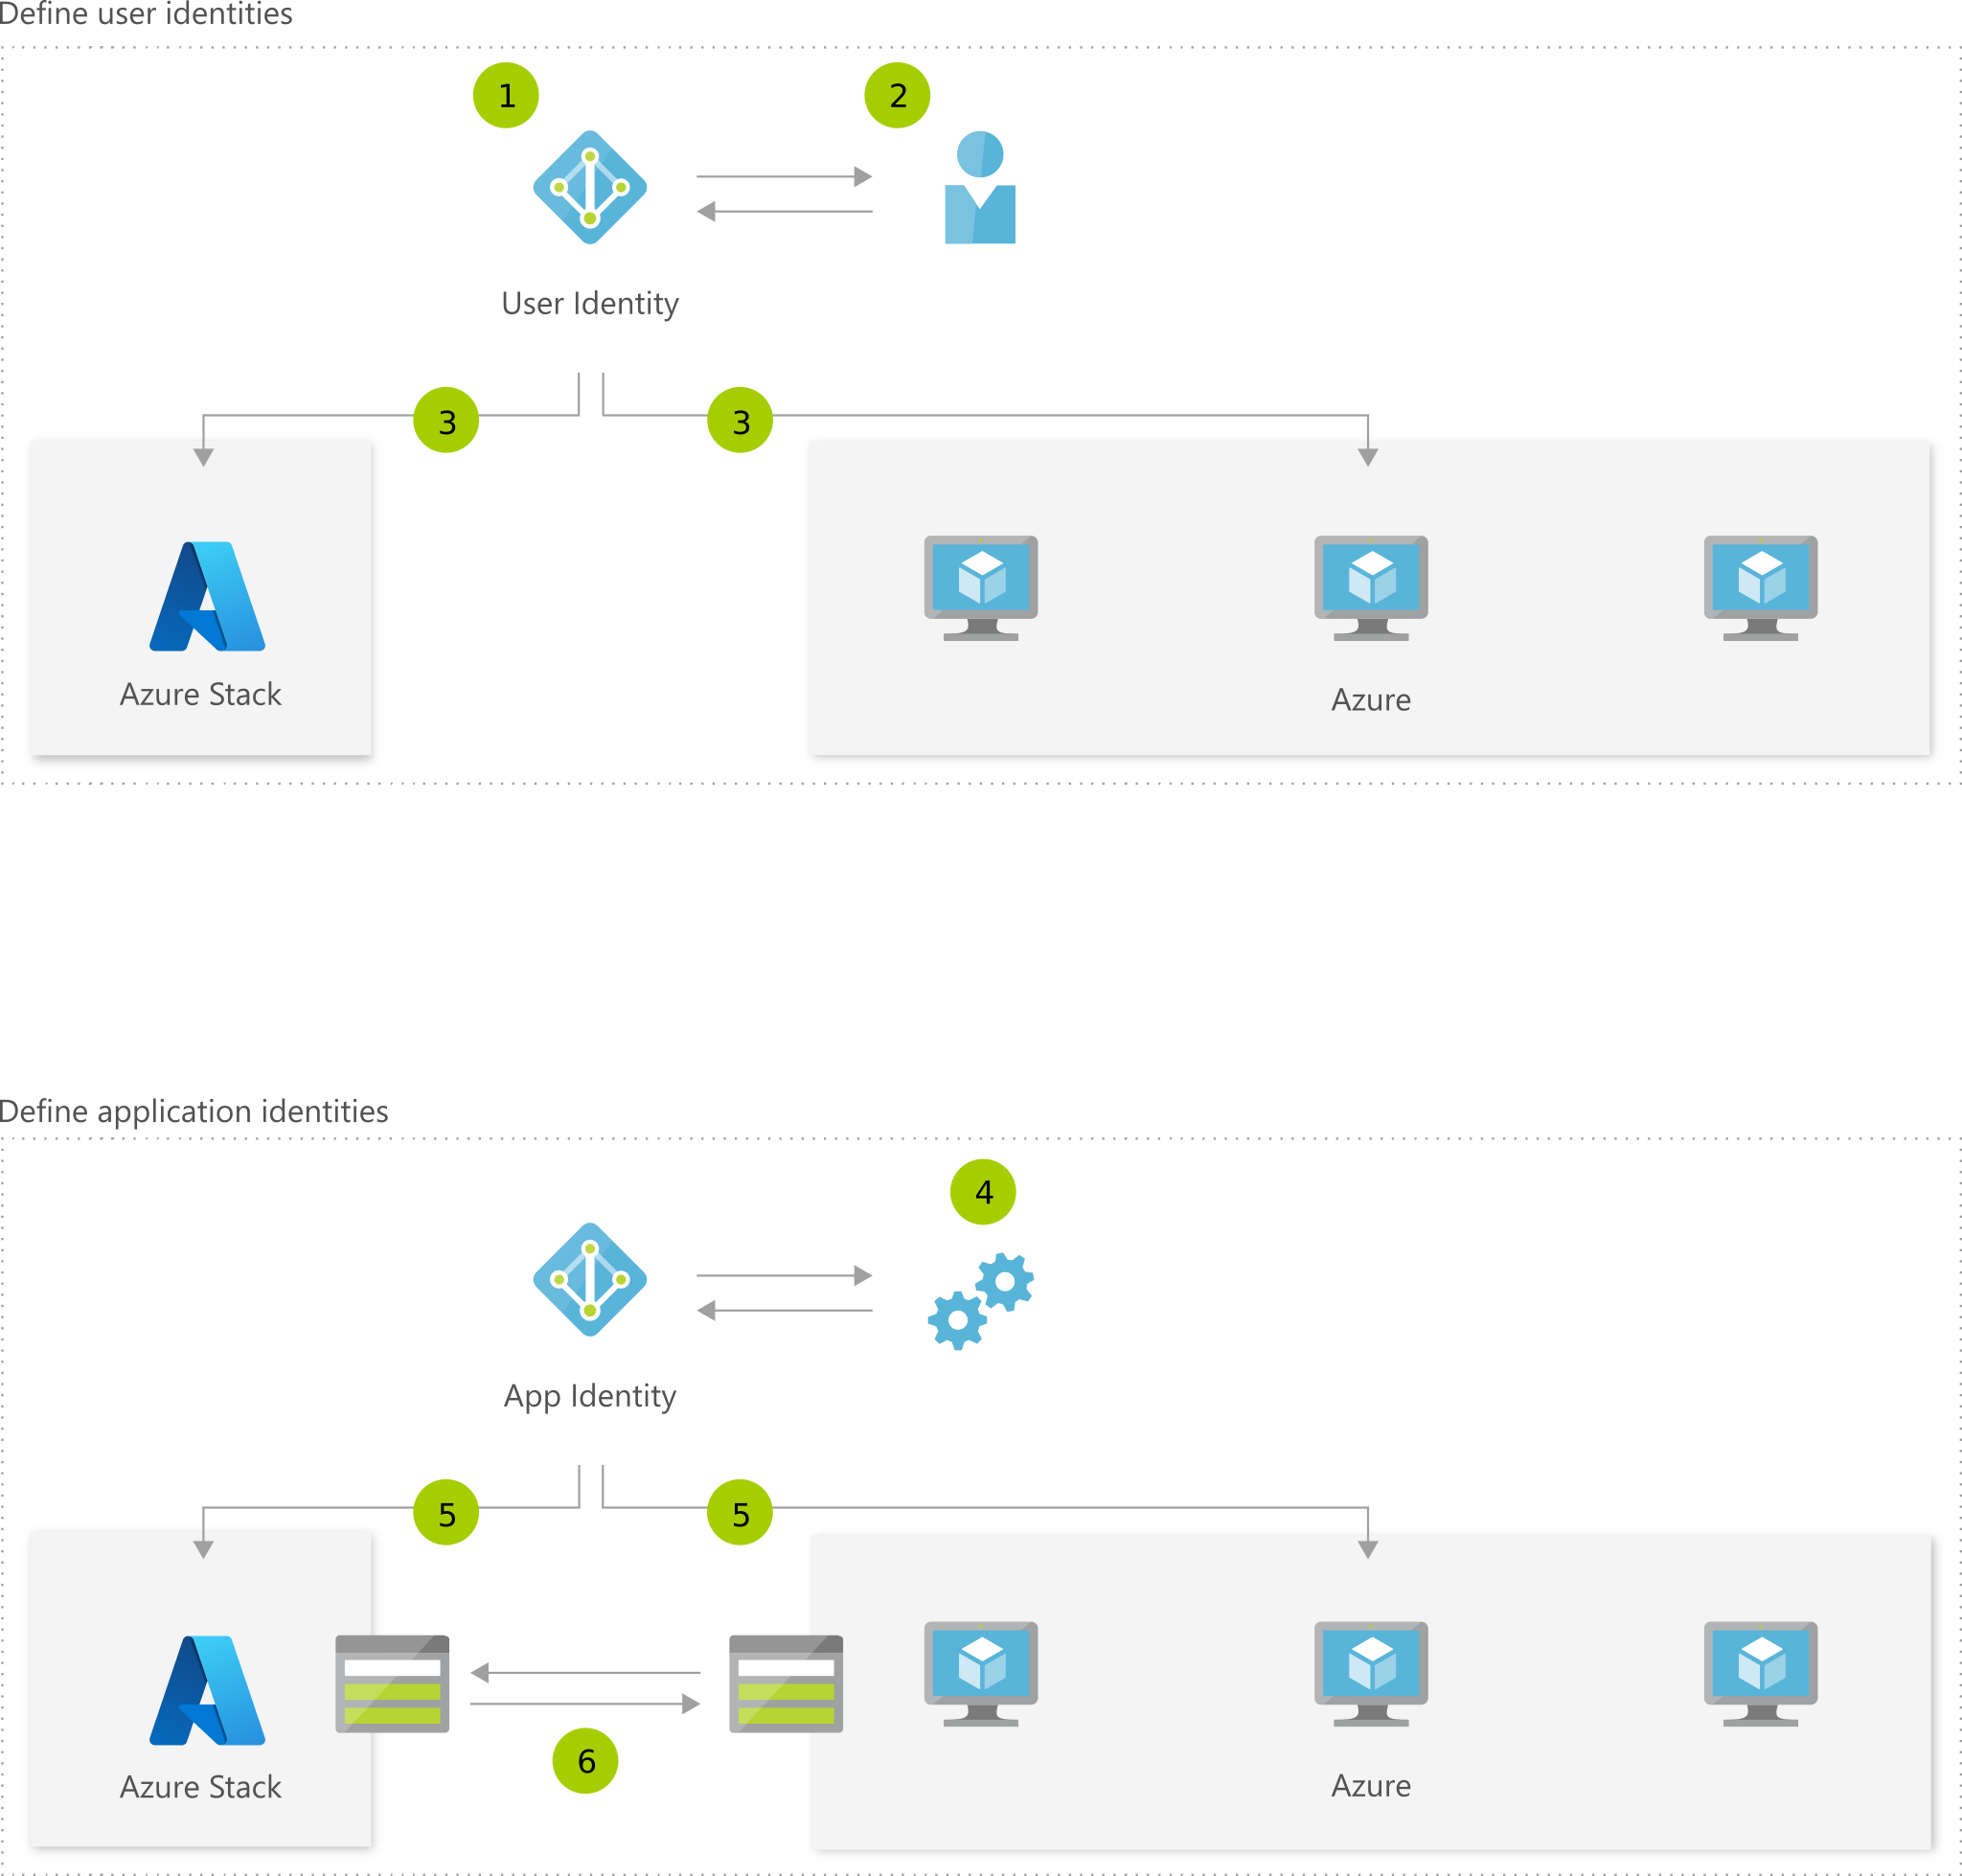 Define user identities
1
2
User Identity
3
3
Azure Stack
Azure
Define application identities
4
App Identity
5
5
6
Azure Stack
Azure